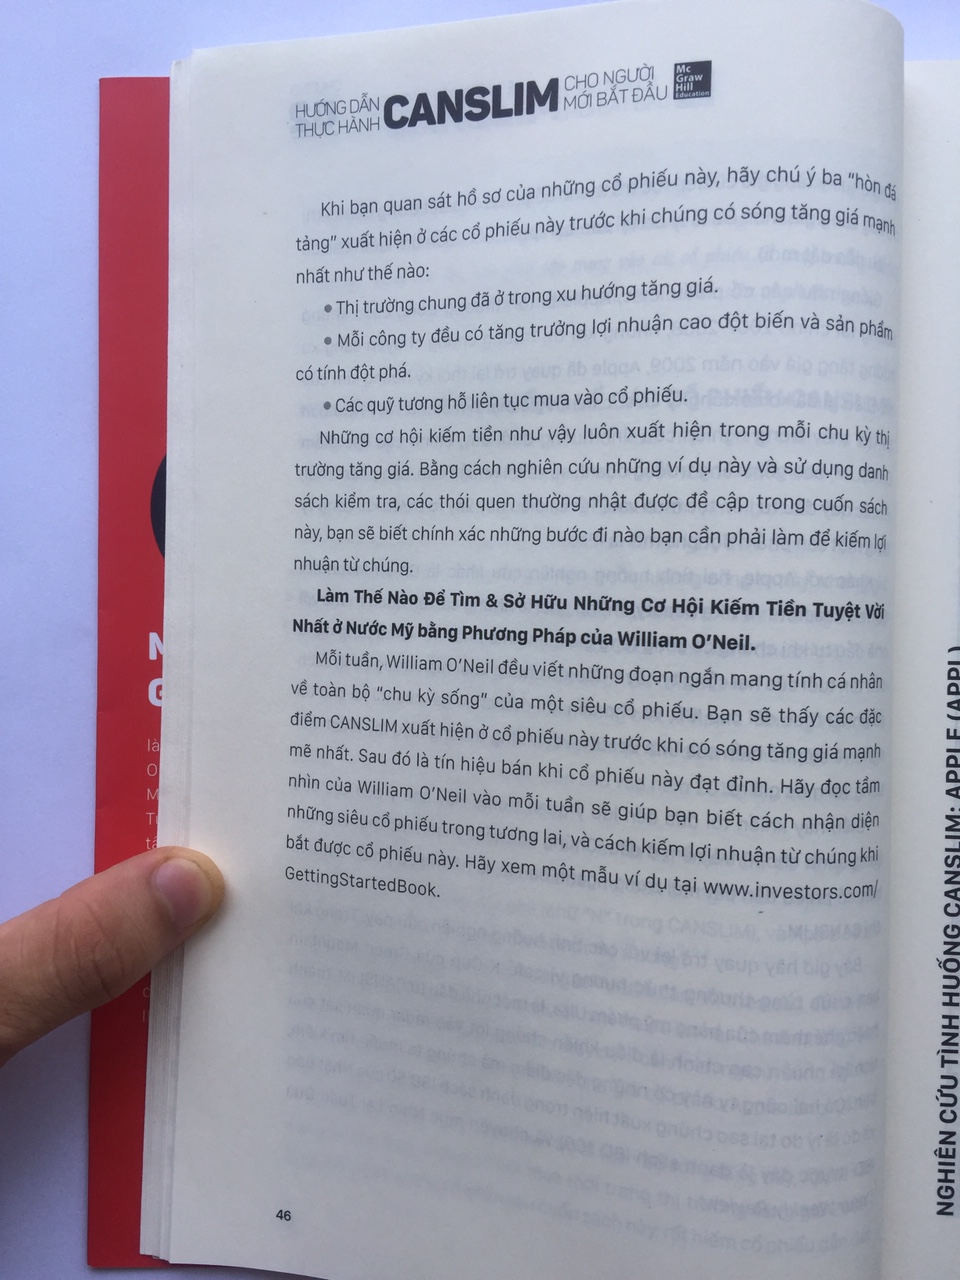 HƯỚNG DẪN
THỰC HÀNH
CANSLIM
CHO NGƯỜI
MỚI BẮT ĐẦU
Mc
Graw
Hill
Education
Khi bạn quan sát hồ sơ của những cổ phiếu này, hãy chú ý ba “hòn đá
tảng” xuất hiện ở các cổ phiếu này trước khi chúng có sóng tăng giá mạnh
nhất như thế nào:
• Thị trường chung đã ở trong xu hướng tăng giá.
• Mỗi công ty đều có tăng trưởng lợi nhuận cao đột biến và sản phẩm
có tính đột phá.
• Các quỹ tương hỗ liên tục mua vào cổ phiếu.
Những cơ hội kiếm tiền như vậy luôn xuất hiện trong mỗi chu kỳ thị
trường tăng giá. Bằng cách nghiên cứu những ví dụ này và sử dụng danh
sách kiểm tra, các thói quen thường nhật được đề cập trong cuốn sách
này, bạn sẽ biết chính xác những bước đi nào bạn cần phải làm để kiếm lợi
nhuận từ chúng.
Làm Thế Nào Để Tìm & Sở Hữu Những Cơ Hội Kiếm Tiền Tuyệt Vời
Nhất ở Nước Mỹ bằng Phương Pháp của William O’Neil.
Mỗi tuần, William O’Neil đều viết những đoạn ngắn mang tính cá nhân
về toàn bộ “chu kỳ sống” của một siêu cổ phiếu. Bạn sẽ thấy các đặc
điểm CANSLIM xuất hiện ở cổ phiếu này trước khi có sóng tăng giá mạnh
mẽ nhất. Sau đó là tín hiệu bán khi cổ phiếu này đạt đỉnh. Hãy đọc tầm
nhìn của William O’Neil vào mỗi tuần sẽ giúp bạn biết cách nhận diện
những siêu cổ phiếu trong tương lai, và cách kiếm lợi nhuận từ chúng khi
bắt được cổ phiếu này. Hãy xem một mẫu ví dụ tại www.investors.com/
GettingStartedBook.
46
NGHIÊN CỨU TÌNH HUỐNG CANSLIM: APPLE (APPL)